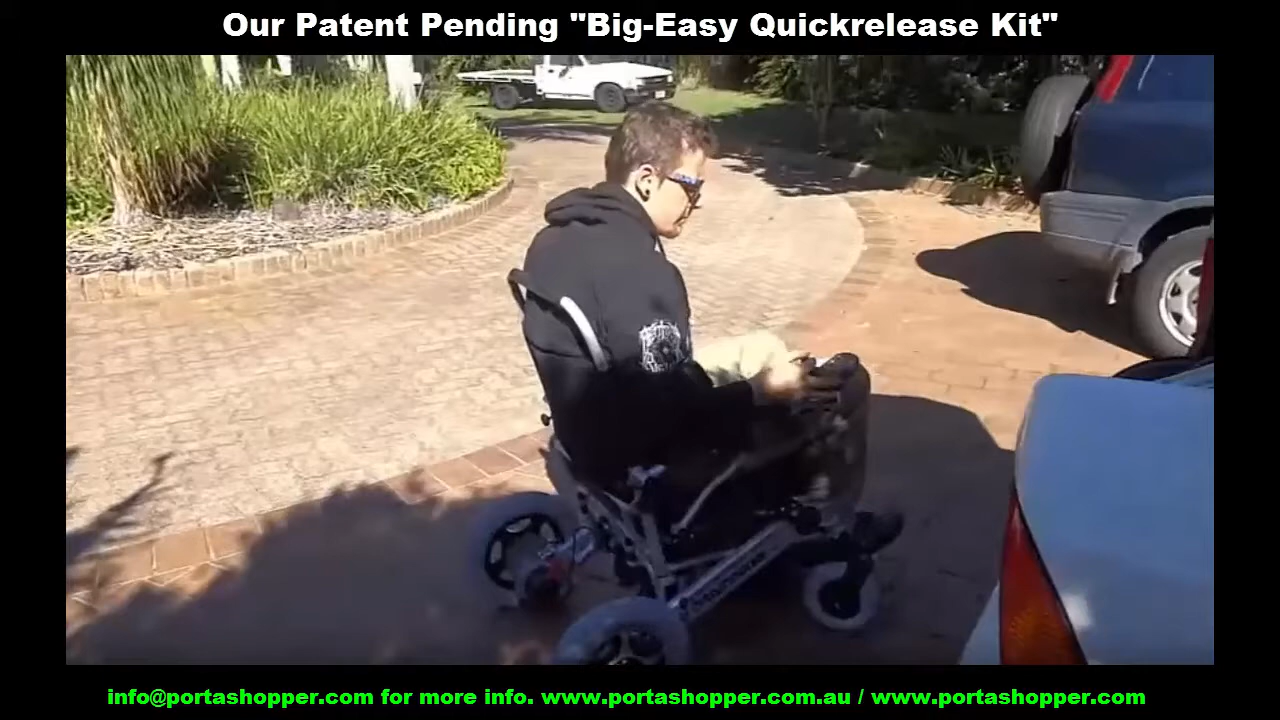 Our Patent Pending "Big-Easy Quickrelease Kit"
info@portashopper.com for more info. www.portashopper.com.au / www.portashopper.com